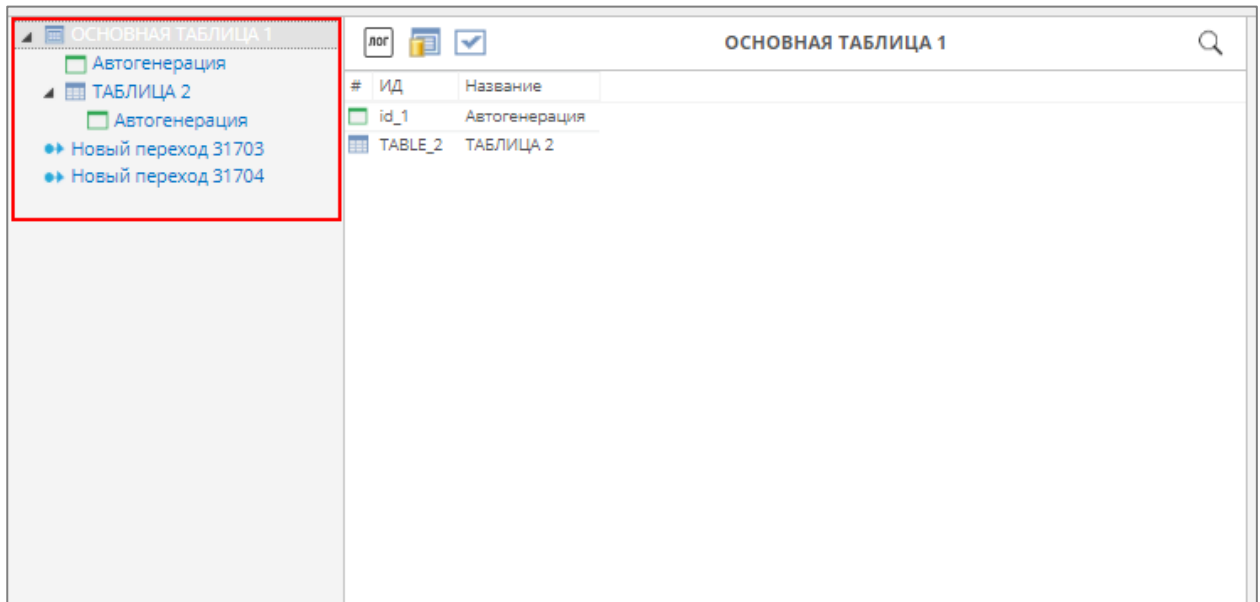 ОСНОВНАЯ ТАБЛИЦА 1
Автогенерация
ТАБЛИЦА 2
Автогенерация
Новый переход 31703
Новый переход 31704
лог
ОСНОВНАЯ ТАБЛИЦА 1
# ИД Название
id_1 Автогенерация
TABLE_2 ТАБЛИЦА 2